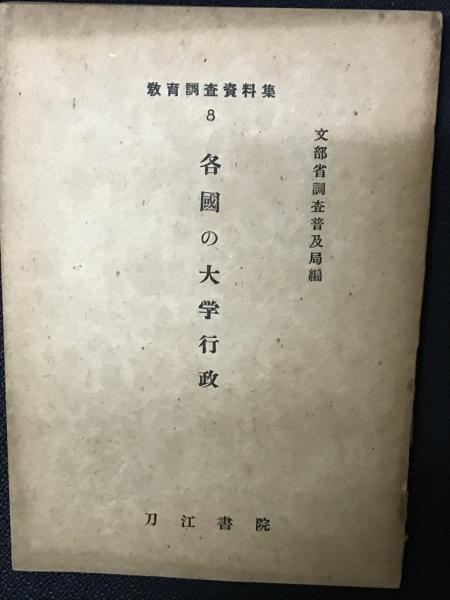 教育調査資料集
8
文部省調査普及局編
各國の大学行政
刀江書院